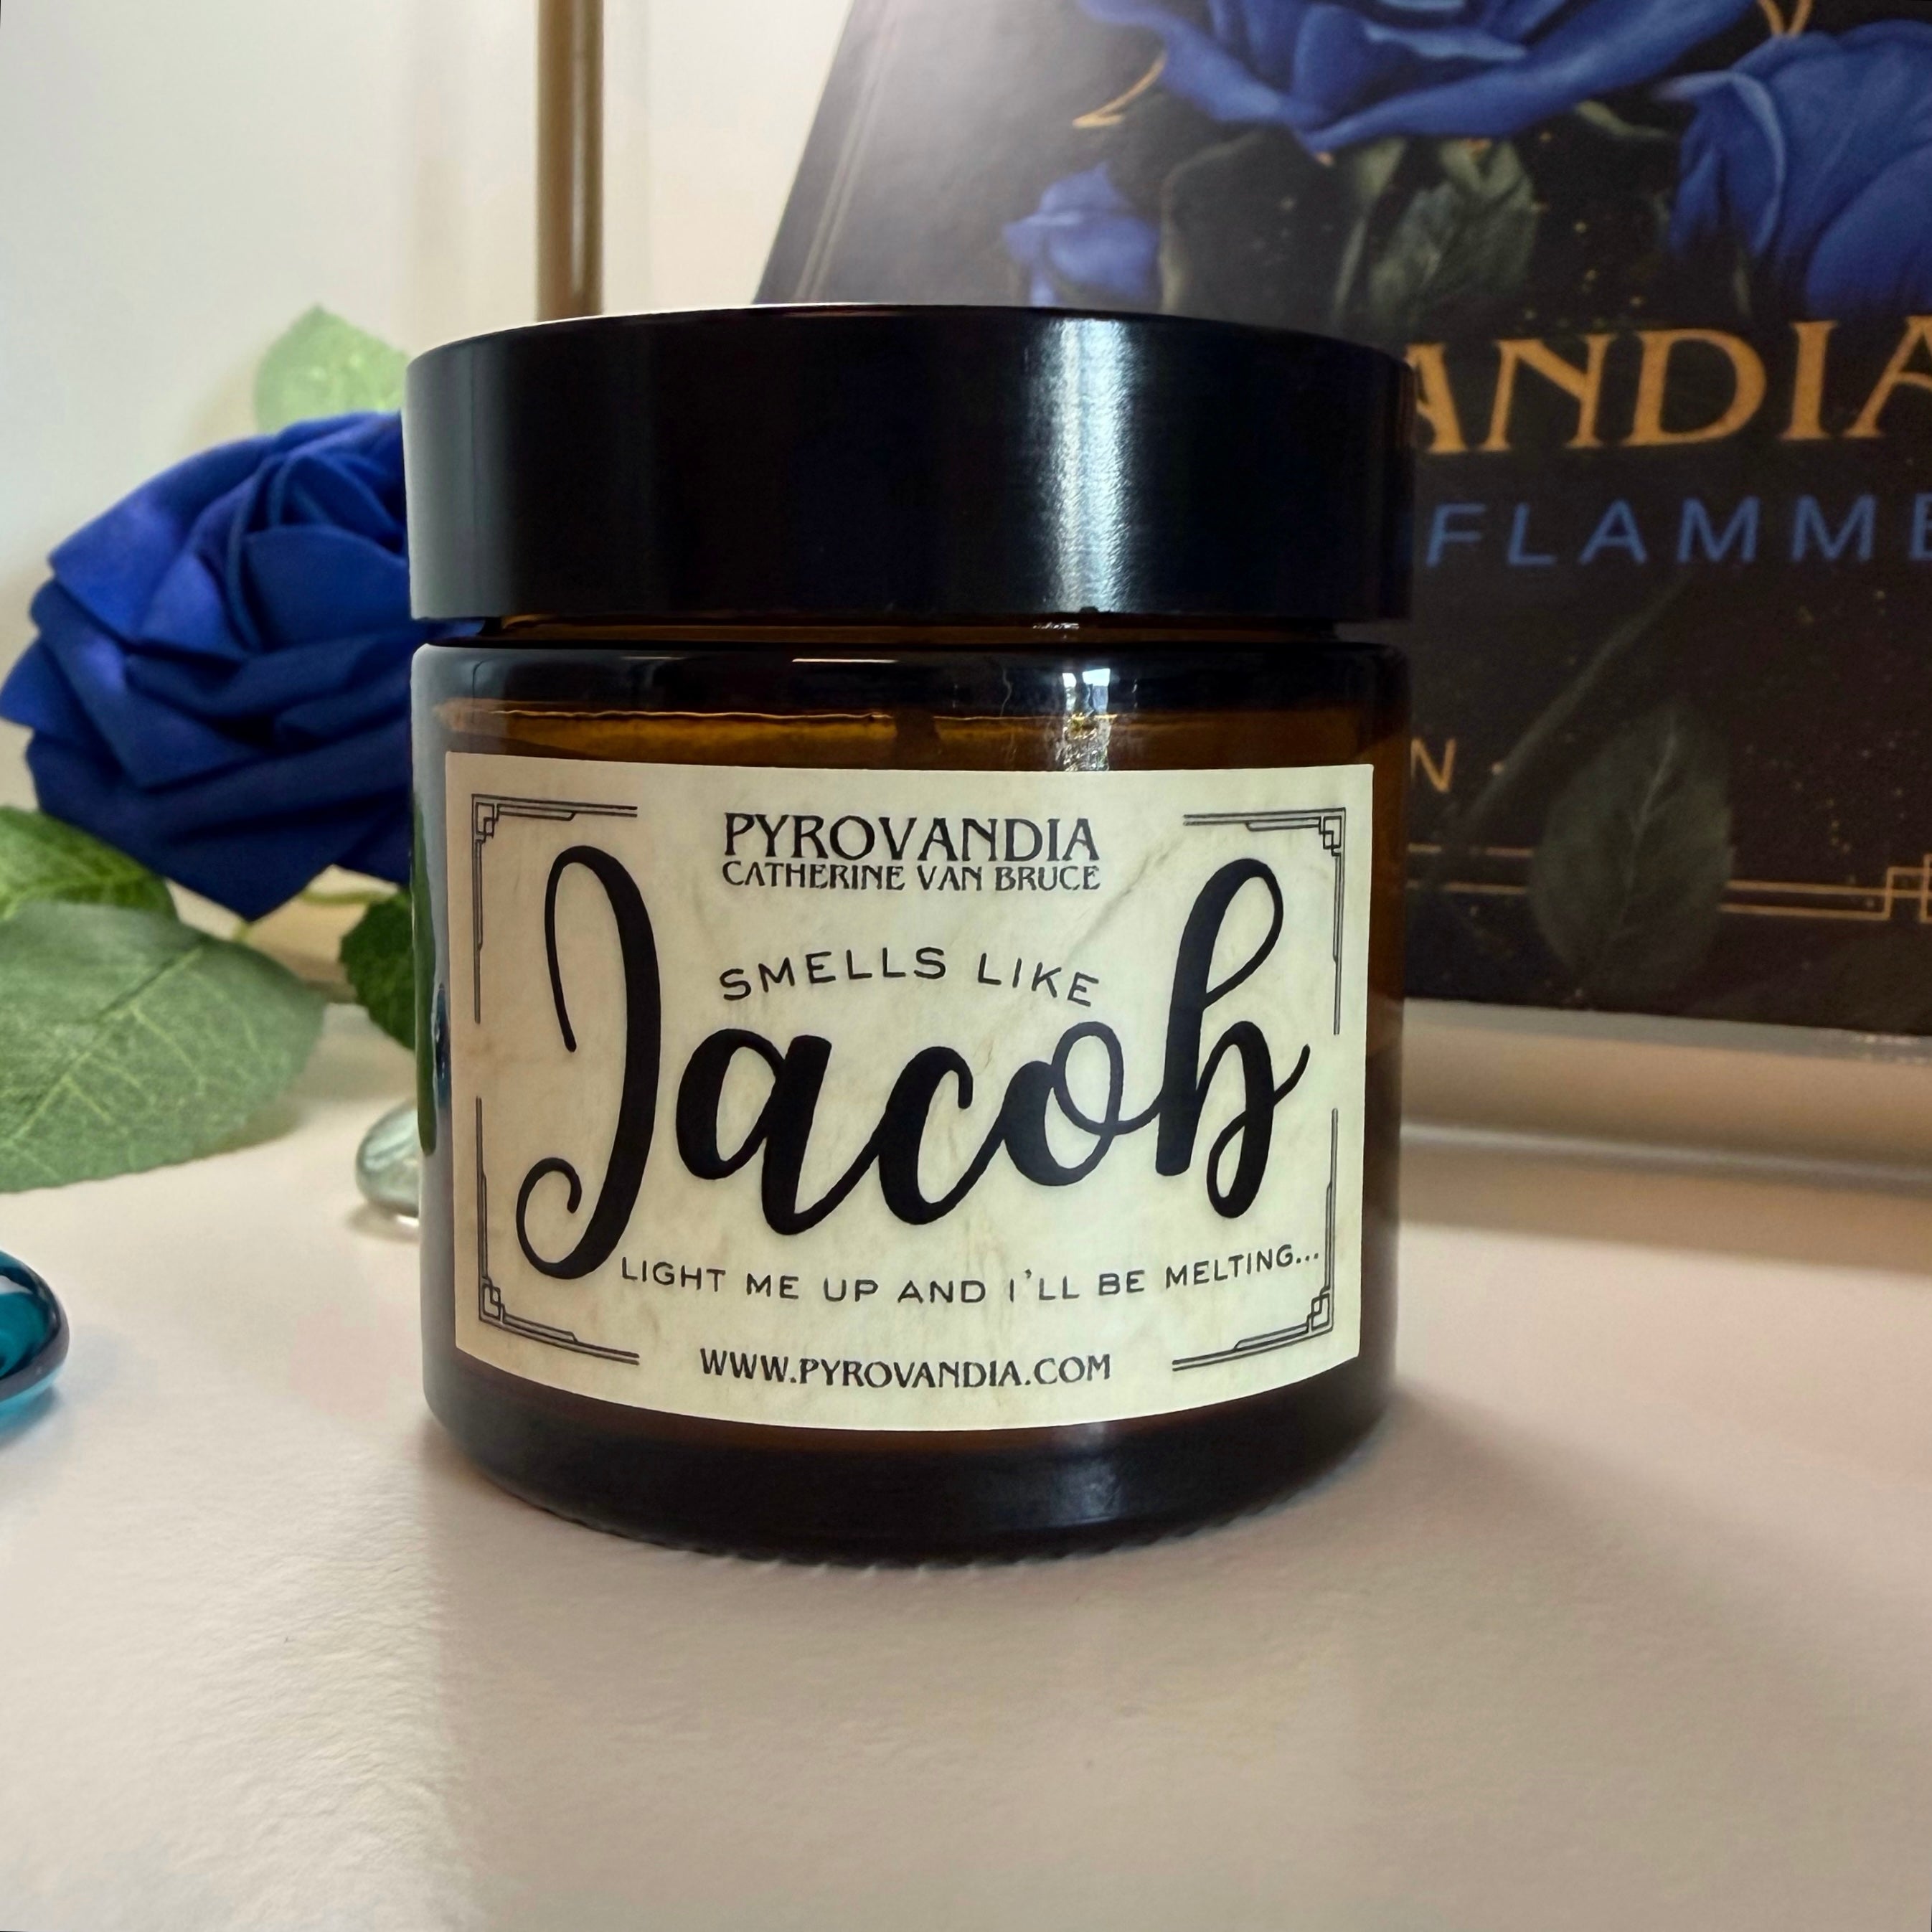 ANDIA
FLAMME
N
PYROVANDIA
CATHERINE VAN BRUCE
SMELLS LIKE
Jacob
LIGHT ME UP AND I'LL BE MELTING...
WWW.PYROVANDIA.COM